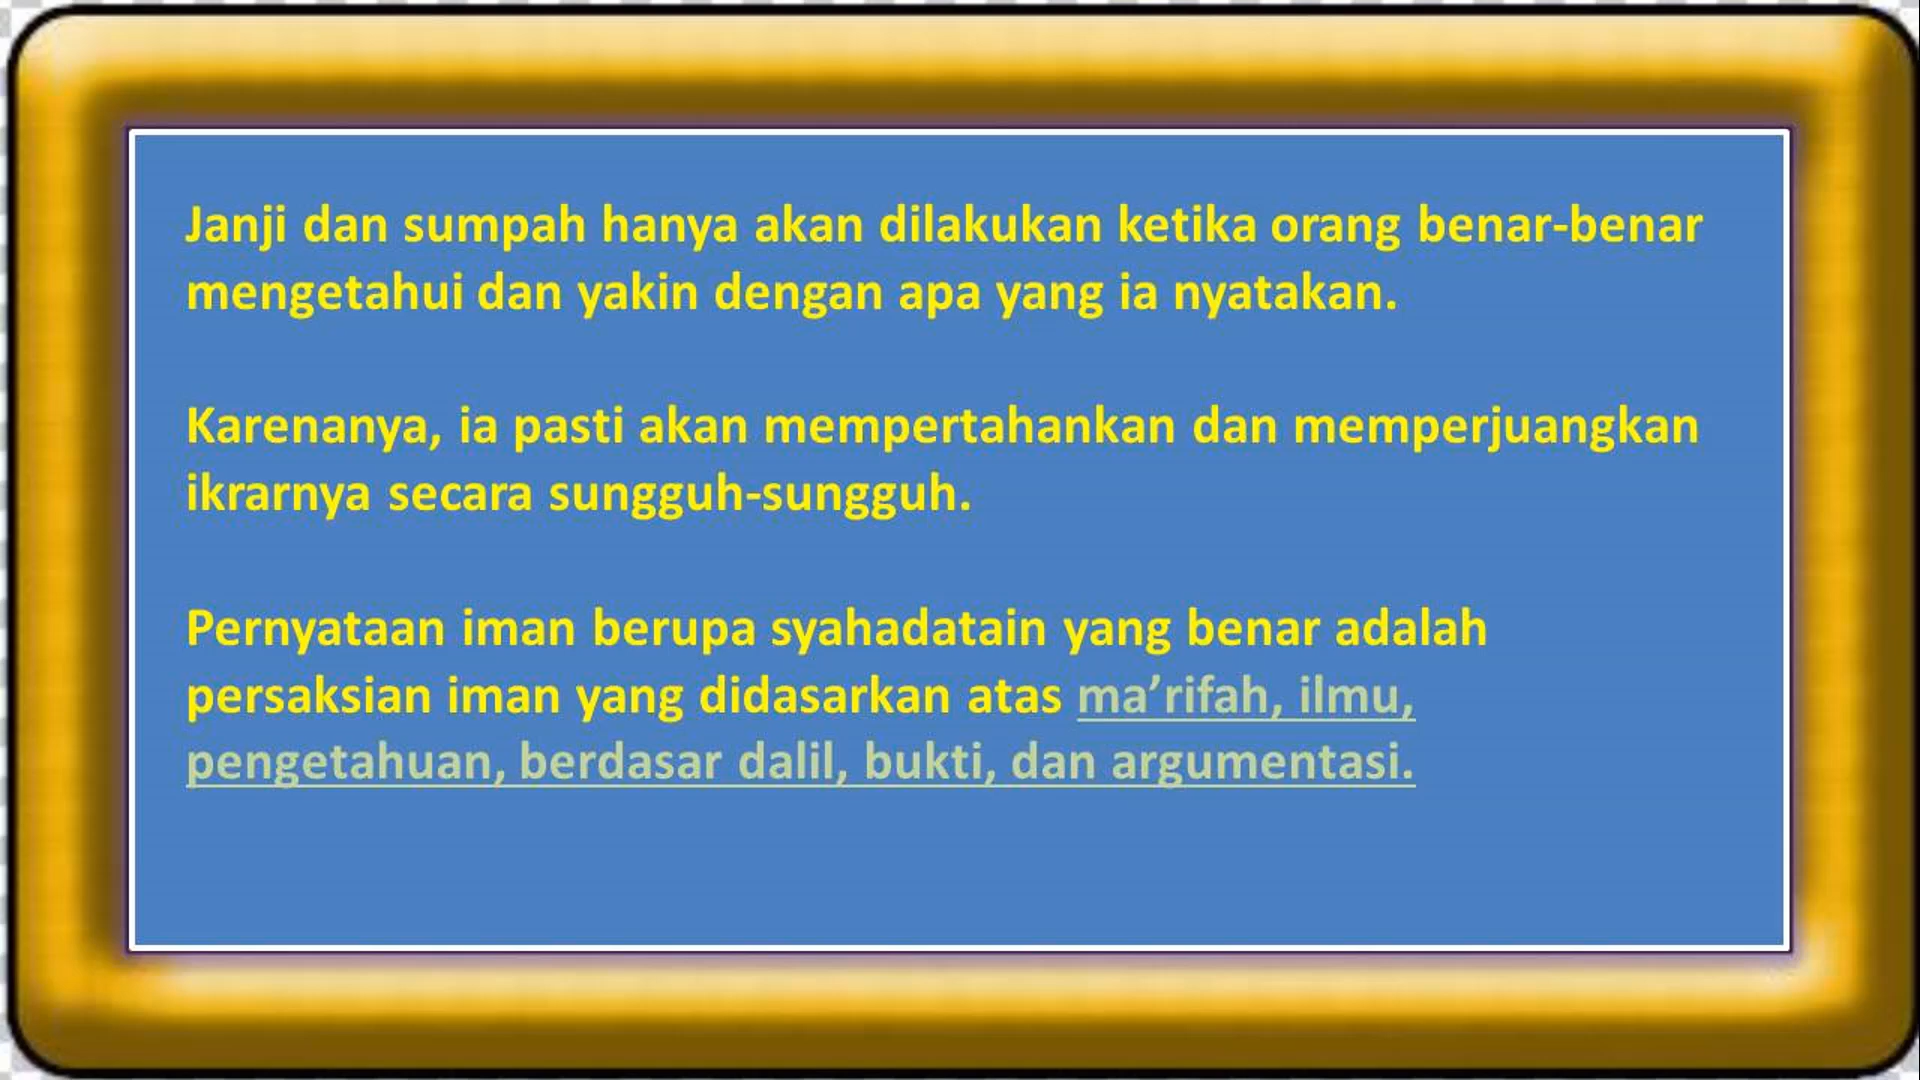 Janji dan sumpah hanya akan dilakukan ketika orang benar-benar
mengetahui dan yakin dengan apa yang ia nyatakan.
Karenanya, ia pasti akan mempertahankan dan memperjuangkan
ikrarnya secara sungguh-sungguh.
Pernyataan iman berupa syahadatain yang benar adalah
persaksian iman yang didasarkan atas ma’rifah, ilmu,
pengetahuan, berdasar dalil, bukti, dan argumentasi.